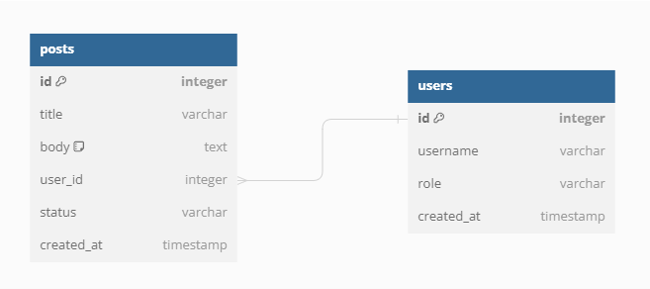 posts
id integer
title varchar
body text
user_id integer
status varchar
created_at timestamp
users
id integer
username varchar
role varchar
created_at timestamp